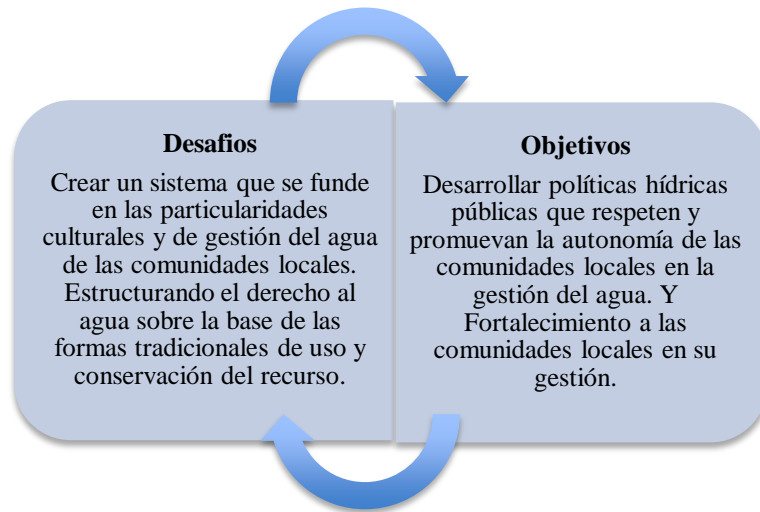 Desafios
Crear un sistema que se funde
en las particularidades
culturales y de gestión del agua
de las comunidades locales.
Estructurando el derecho al
agua sobre la base de las
formas tradicionales de uso y
conservación del recurso.
Objetivos
Desarrollar políticas hídricas
públicas que respeten y
promuevan la autonomía de las
comunidades locales en la
gestión del agua. Y
Fortalecimiento a las
comunidades locales en su
gestión.